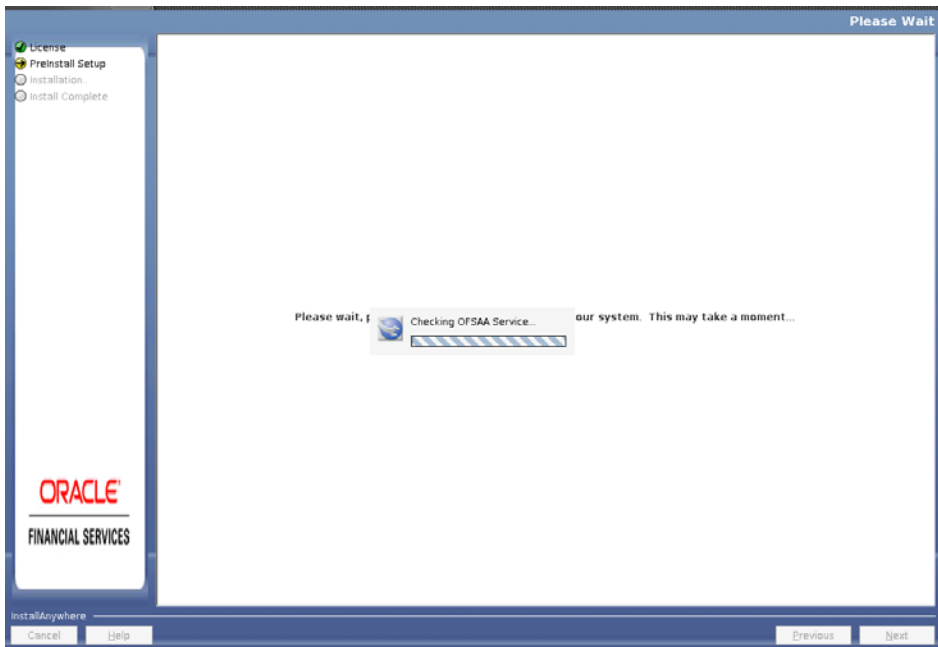 Please Wait
License
Preinstall Setup
Installation..
Install Complete
Please wait, p
Checking OFSAA Service...
our system. This may take a moment...
ORACLE'
FINANCIAL SERVICES
InstallAnywhere
Cancel Help Previous Next